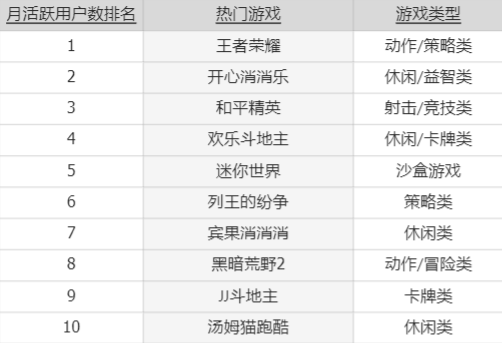 月活跃用户数排名 热门游戏 游戏类型
1 王者荣耀 动作/策略类
2 开心消消乐 休闲/益智类
3 和平精英 射击/竞技类
4 欢乐斗地主 休闲/卡牌类
5 迷你世界 沙盒游戏
6 列王的纷争 策略类
7 宾果消消消 休闲类
8 黑暗荒野2 动作/冒险类
9 JJ斗地主 卡牌类
10 汤姆猫跑酷 休闲类